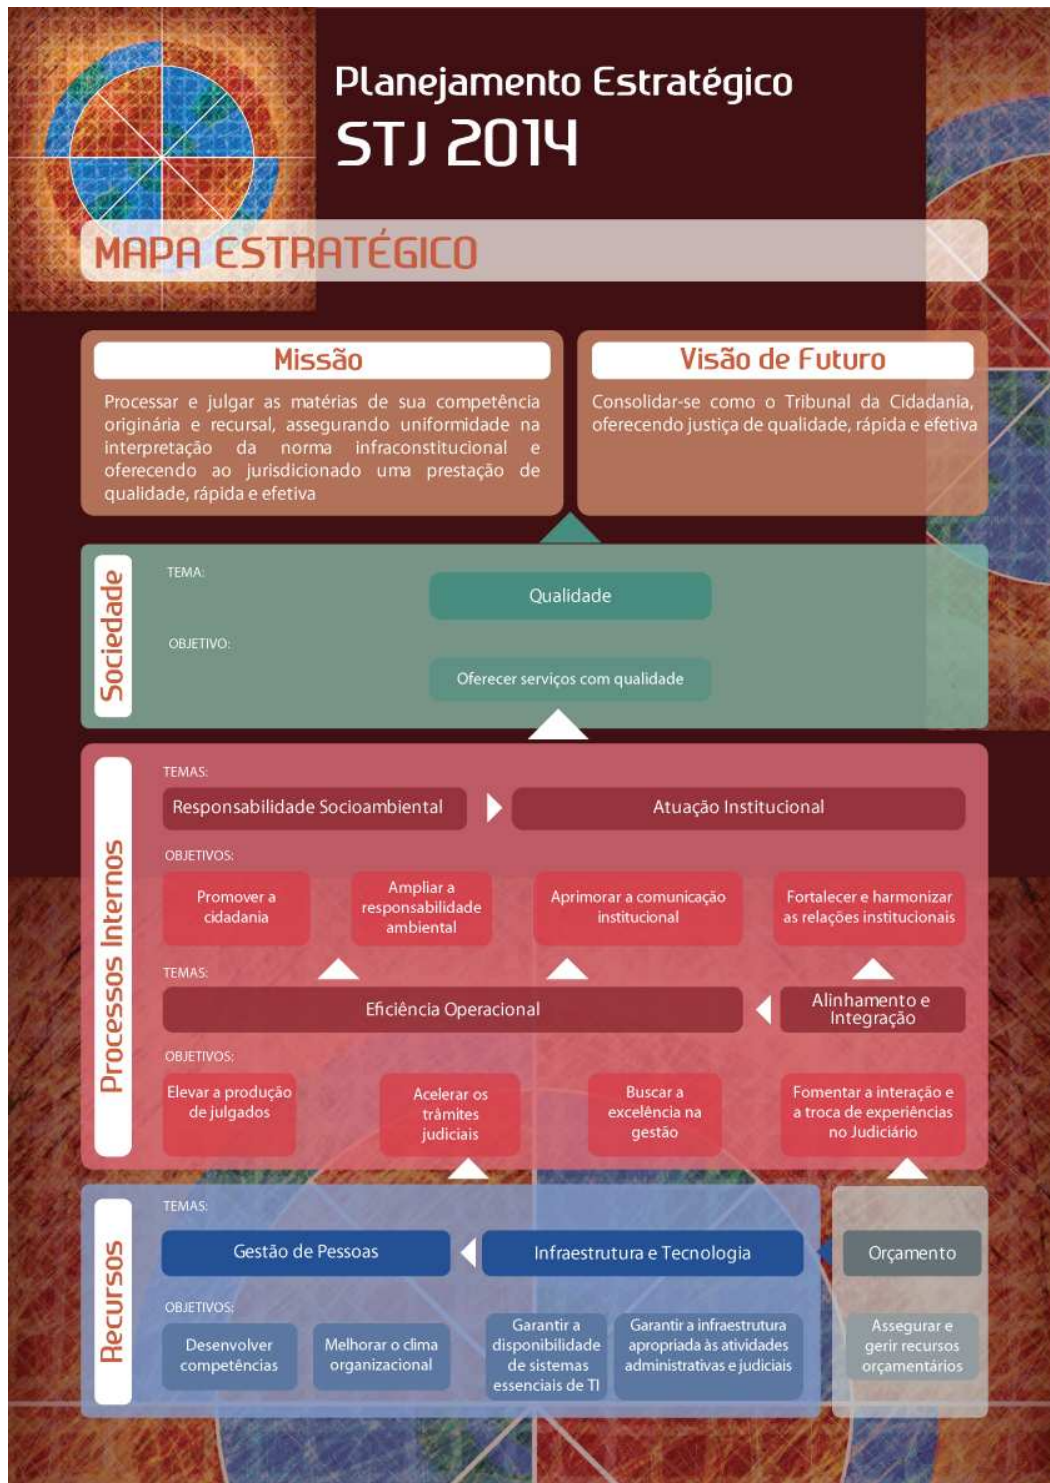 Planejamento Estratégico
STJ 2014
MAPA ESTRATÉGICO
Missão
Processar e julgar as matérias de sua competência
originária e recursal, assegurando uniformidade na
interpretação da norma infraconstitucional e
oferecendo ao jurisdicionado uma prestação de
qualidade, rápida e efetiva
Visão de Futuro
Consolidar-se como o Tribunal da Cidadania,
oferecendo justiça de qualidade, rápida e efetiva
Sociedade
TEMA:
Qualidade
OBJETIVO:
Oferecer serviços com qualidade
Processos Internos
TEMAS:
Responsabilidade Socioambiental
Atuação Institucional
OBJETIVOS:
Promover a
cidadania
Ampliar a
responsabilidade
ambiental
Aprimorar a comunicação
institucional
Fortalecer e harmonizar
as relações institucionais
TEMAS:
Eficiência Operacional
Alinhamento e
Integração
OBJETIVOS:
Elevar a produção
de julgados
Acelerar os
trâmites
judiciais
Buscar a
excelência na
gestão
Fomentar a interação e
a troca de experiências
no Judiciário
Recursos
TEMAS:
Gestão de Pessoas
Infraestrutura e Tecnologia
Orçamento
OBJETIVOS:
Desenvolver
competências
Melhorar o clima
organizacional
Garantir a
disponibilidade
de sistemas
essenciais de TI
Garantir a infraestrutura
apropriada às atividades
administrativas e judiciais
Assegurar e
gerir recursos
orçamentários